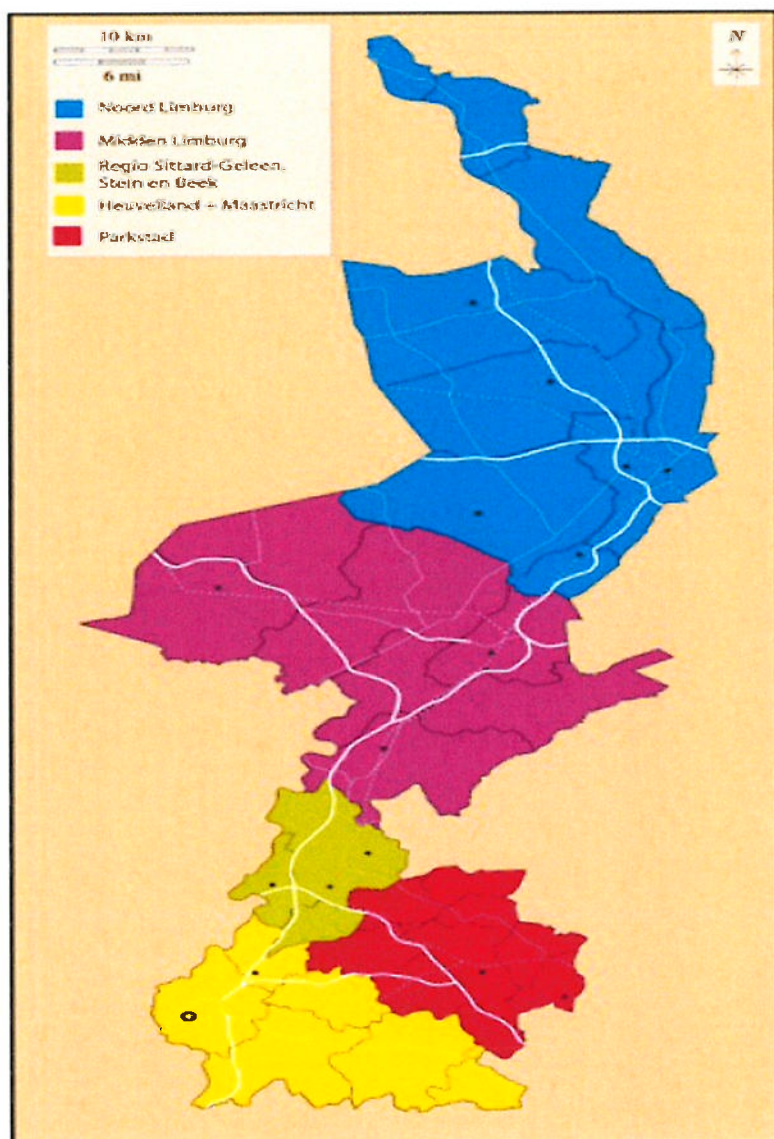 10 km
6 mi
N
Noord Limburg
Midden Limburg
Regio Sittard-Geleen,
Stein en Beek
Heuvelland - Maastricht
Parkstad